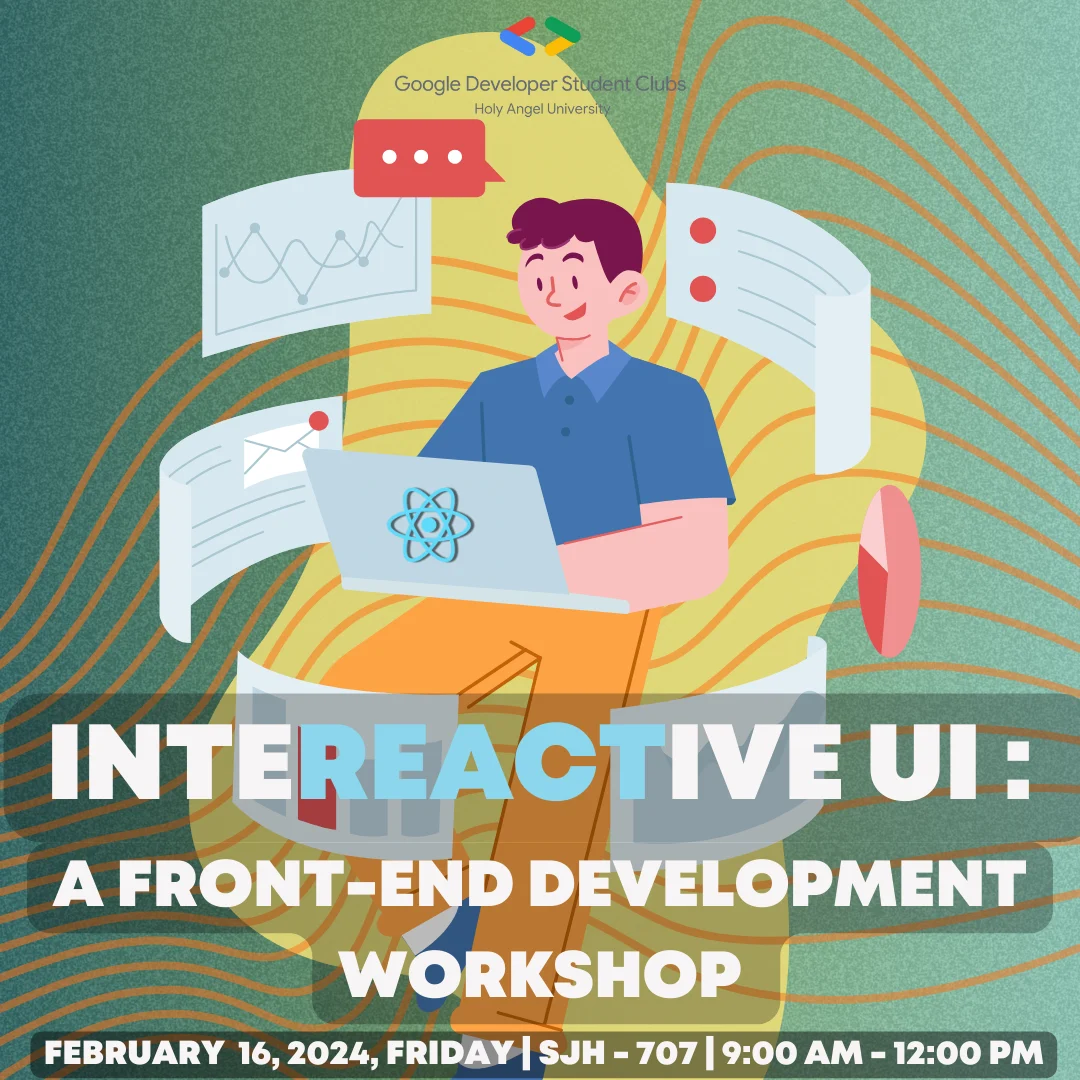 Google Developer Student Clubs
Holy Angel University
INTEREACTIVE UI :
A FRONT-END DEVELOPMENT
WORKSHOP
FEBRUARY 16, 2024, FRIDAY | SJH - 707 | 9:00 AM - 12:00 PM